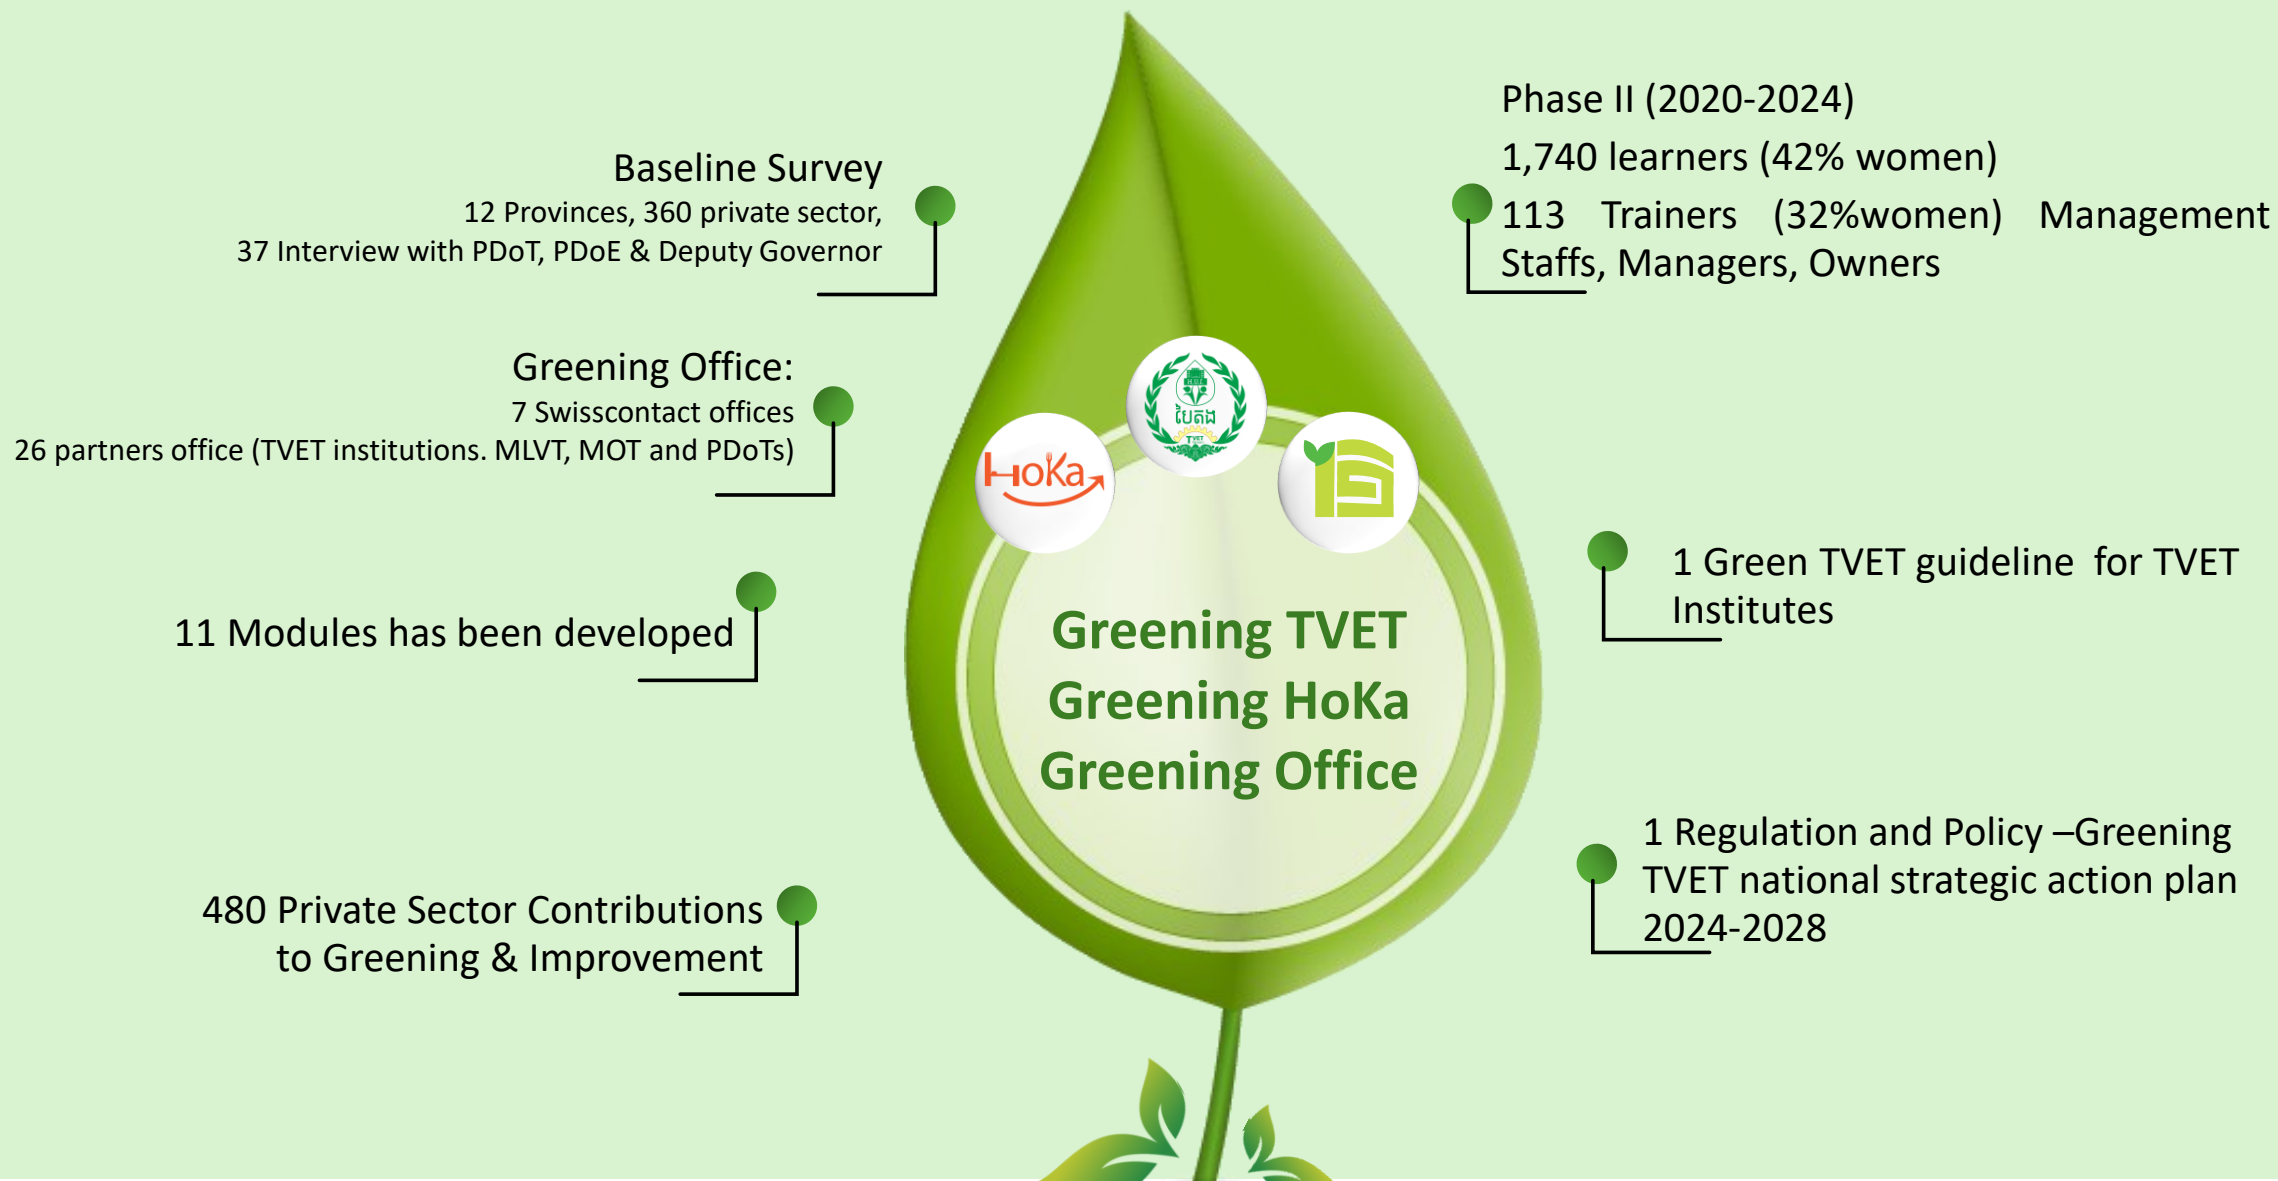 Baseline Survey
12 Provinces, 360 private sector,
37 Interview with PDoT, PDoE & Deputy Governor
Greening Office:
7 Swisscontact offices
26 partners office (TVET institutions. MLVT, MOT and PDoTs)
11 Modules has been developed
480 Private Sector Contributions
to Greening & Improvement
HoKa
បៃតង
TVET
Greening TVET
Greening HoKa
Greening Office
Phase II (2020-2024)
1,740 learners (42% women)
113 Trainers (32%women) Management
Staffs, Managers, Owners
1 Green TVET guideline for TVET
Institutes
1 Regulation and Policy –Greening
TVET national strategic action plan
2024-2028